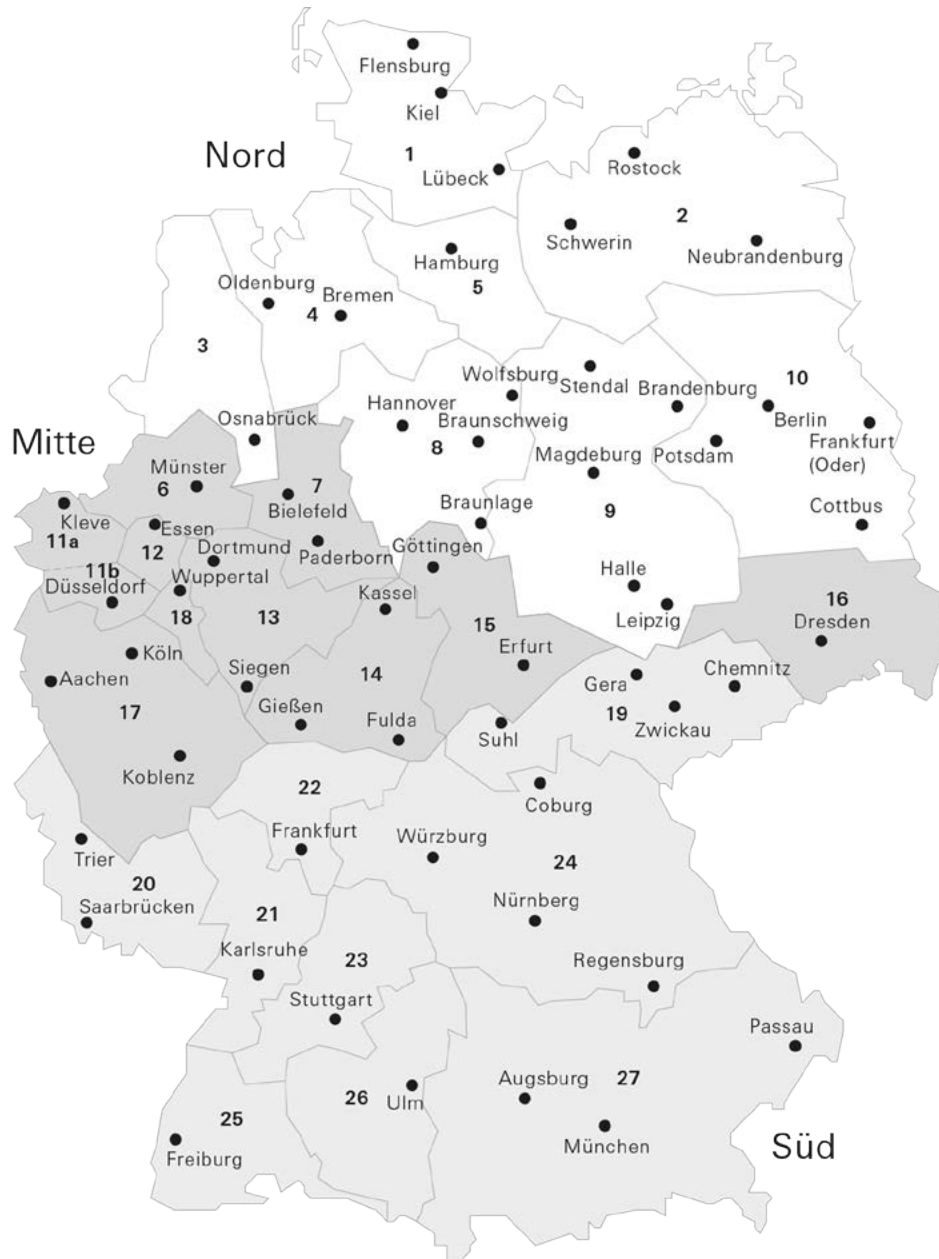 Flensburg
Kiel
Nord
1
Lübeck
Rostock
2
Schwerin
Neubrandenburg
Hamburg
5
Oldenburg
Bremen
4
3
Wolfsburg
Stendal
Brandenburg
10
Hannover
Braunschweig
Berlin
Osnabrück
Mitte
8
Frankfurt
(Oder)
Magdeburg
Potsdam
Münster
6
7
Bielefeld
9
Braunlage
Cottbus
Kleve
11a
Essen
12
Dortmund
Paderborn
Göttingen
11b
Düsseldorf
Wuppertal
Kassel
Halle
Leipzig
16
Dresden
18
13
15
Köln
Erfurt
Aachen
Siegen
14
Gera
Chemnitz
17
Gießen
Fulda
Suhl
19
Zwickau
Koblenz
22
Coburg
Frankfurt
Würzburg
Trier
24
20
Saarbrücken
21
Nürnberg
Karlsruhe
23
Regensburg
Stuttgart
Passau
26
Ulm
Augsburg
27
25
München
Süd
Freiburg